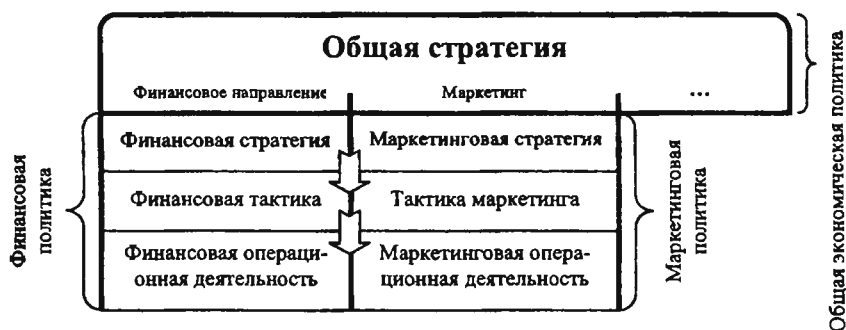 Общая стратегия
Финансовое направление
Маркетинг
...
Финансовая стратегия
Маркетинговая стратегия
Финансовая тактика
Тактика маркетинга
Финансовая операци-
онная деятельность
Маркетинговая опера-
ционная деятельность
Финансовая
политика
Маркетинговая
политика
Общая экономическая политика